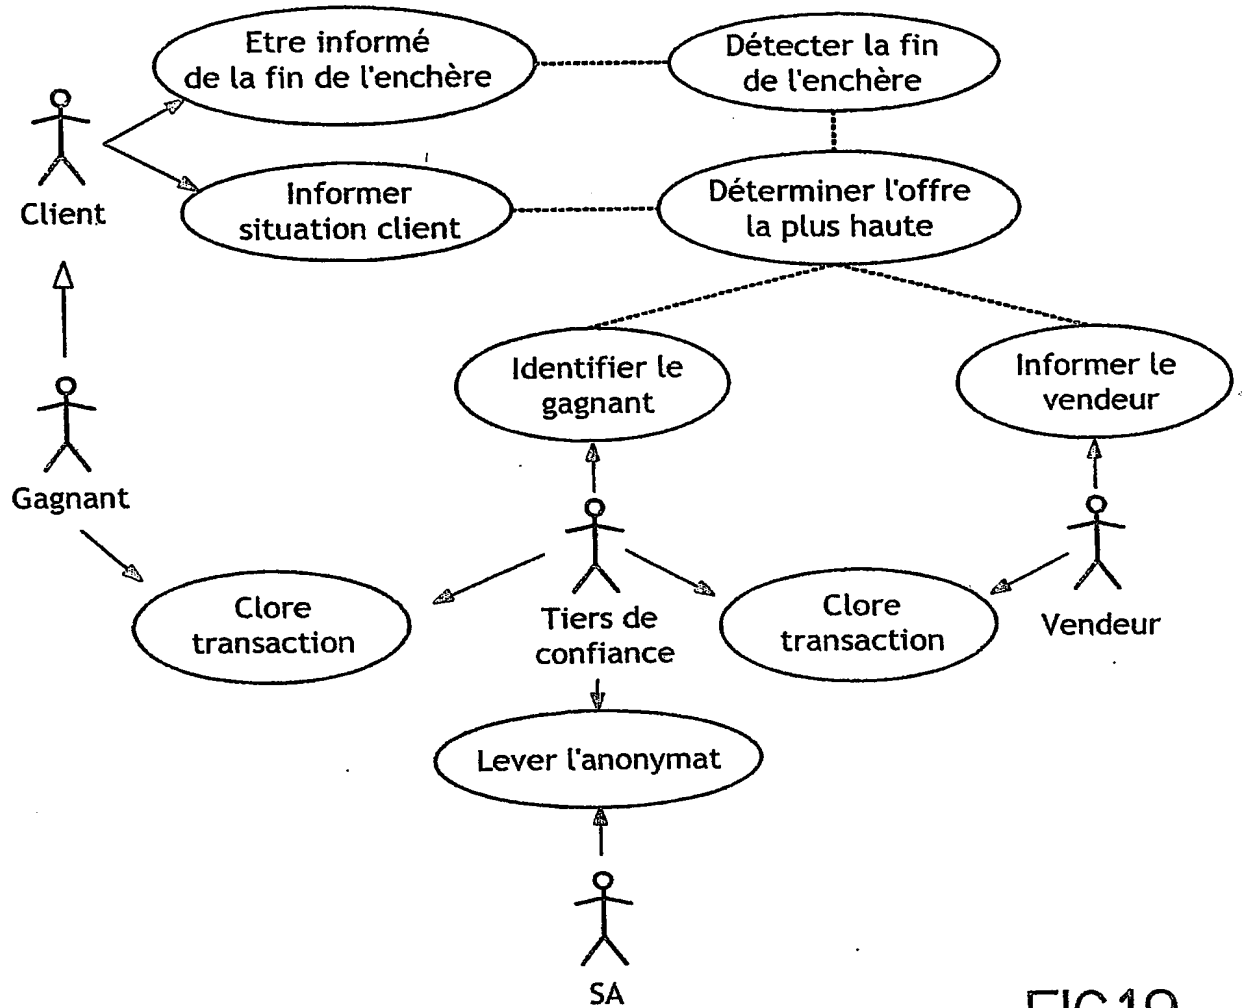 Etre informé
de la fin de l'enchère
Détecter la fin
de l'enchère
Client
Informer
situation client
Déterminer l'offre
la plus haute
Identifier le
gagnant
Informer le
vendeur
Gagnant
Clore
transaction
Tiers de
confiance
Clore
transaction
Vendeur
Lever l'anonymat
SA